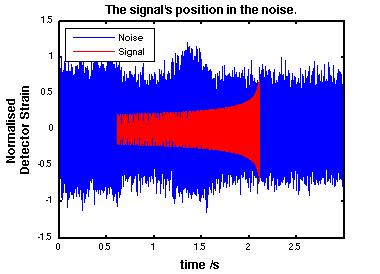 The signal's position in the noise.
Noise
Signal
Normalised
Detector Strain
1.5
1
0.5
0
-0.5
-1
-1.5
0
0.5
1
1.5
2
2.5
time /s